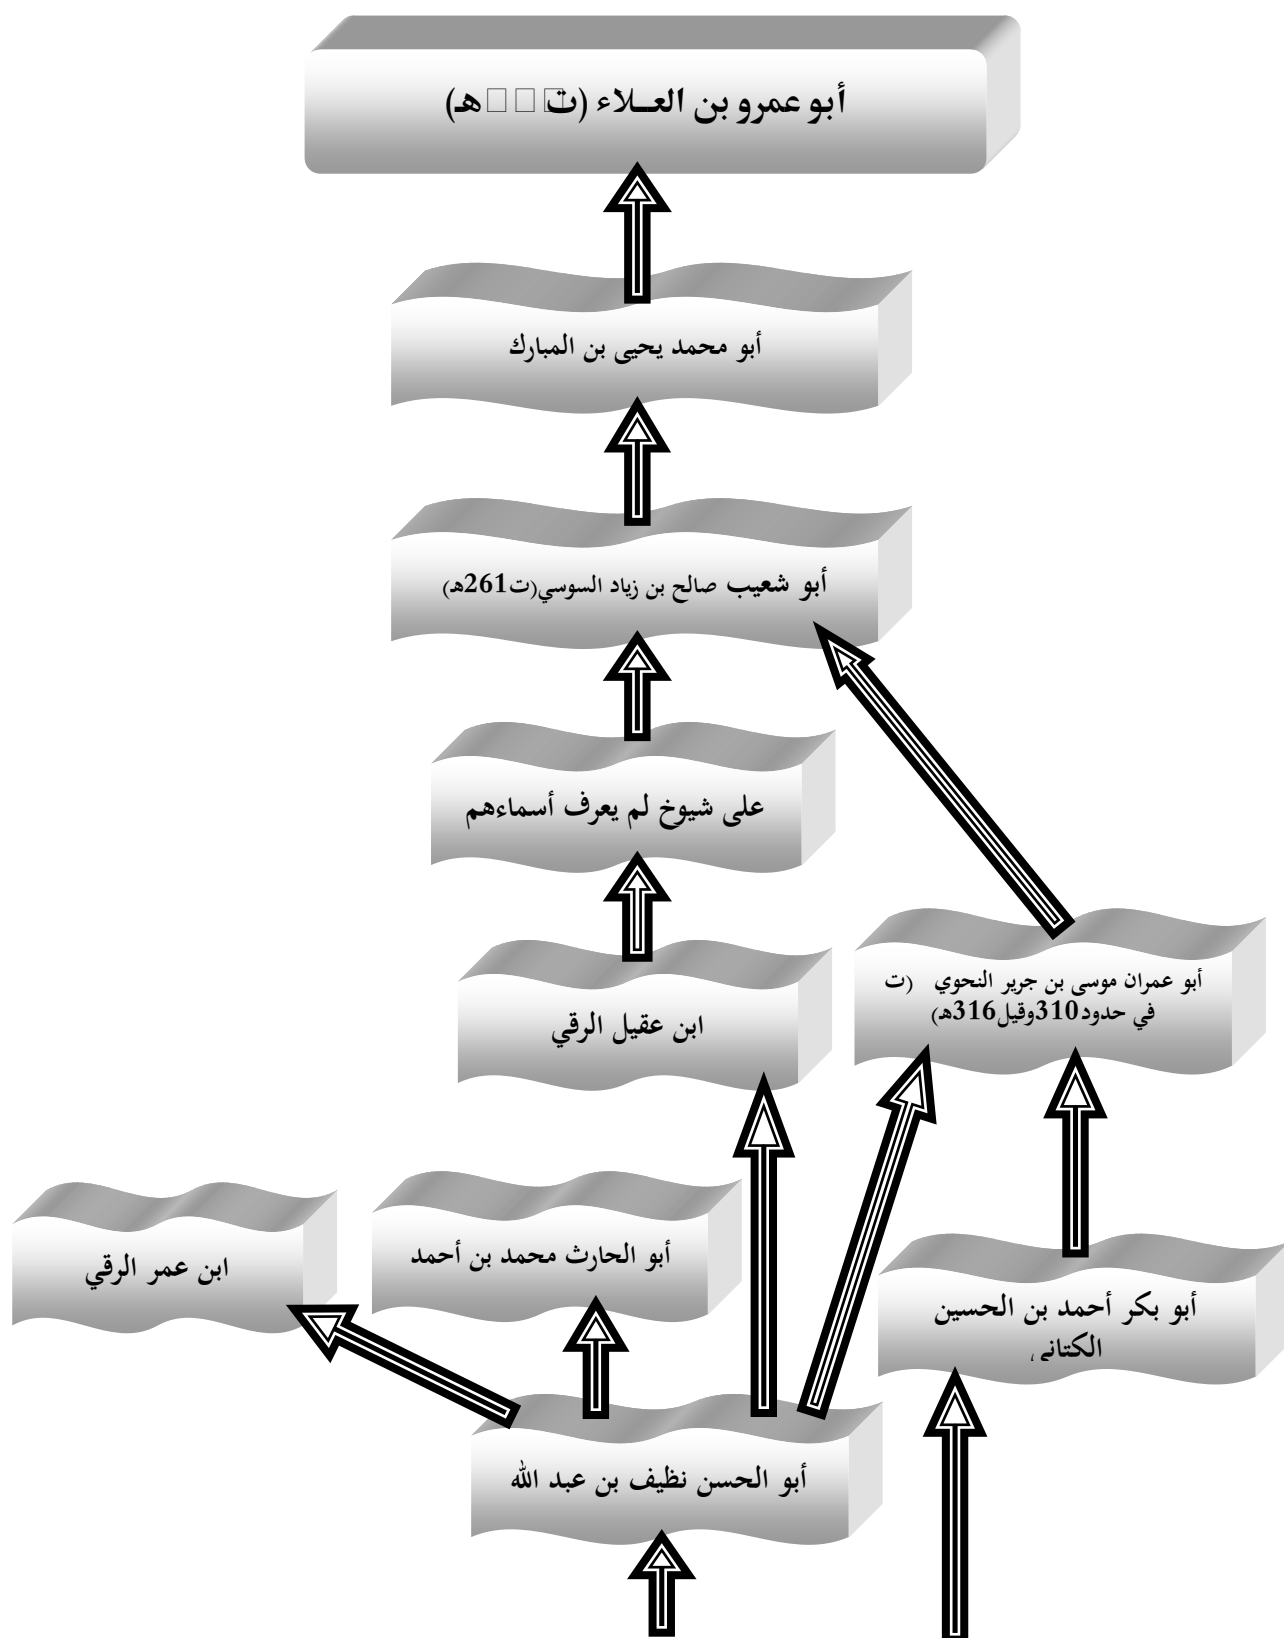 أبو عمرو بن العـلاء (ت□□□هـ)
أبو محمد يحيى بن المبارك
أبو شعيب صالح بن زياد السوسي(ت261هـ)
على شيوخ لم يعرف أسماءهم
أبو عمران موسى بن جرير النحوي (ت
في حدود310وقيل316هـ)
ابن عقيل الرقي
أبو الحارث محمد بن أحمد
ابن عمر الرقي
أبو بكر أحمد بن الحسين
الكتاني
أبو الحسن نظيف بن عبد الله